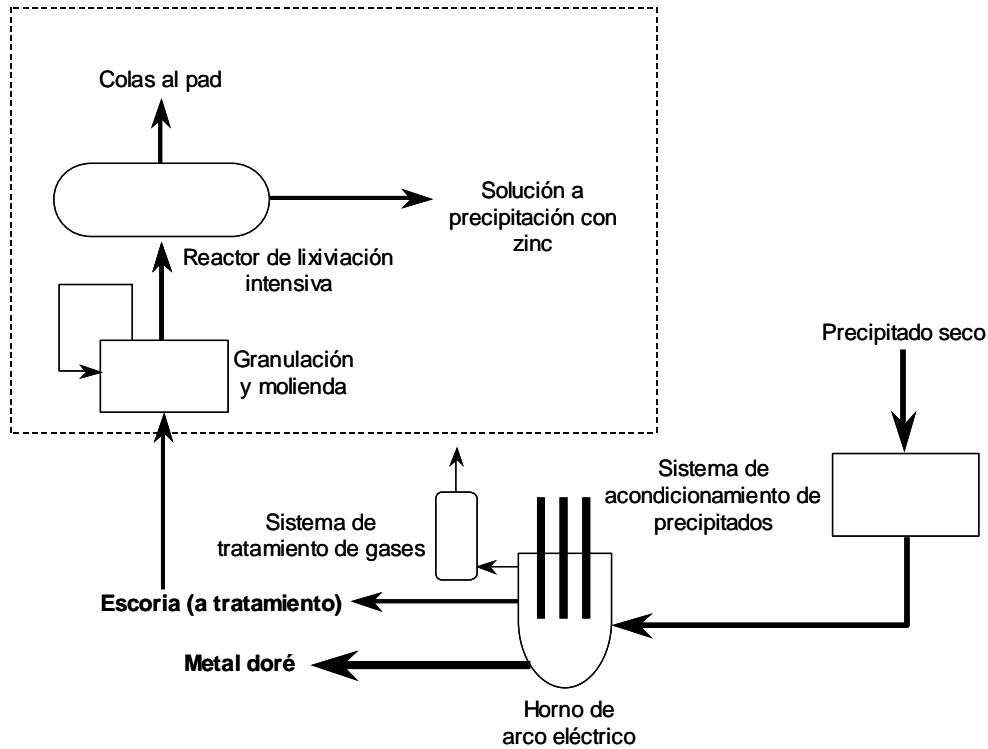 Colas al pad
Solución a
precipitación con
zinc
Reactor de lixiviación
intensiva
Granulación
y molienda
Precipitado seco
Sistema de
acondicionamiento de
precipitados
Sistema de
tratamiento de gases
Escoria (a tratamiento)
Metal doré
Horno de
arco eléctrico